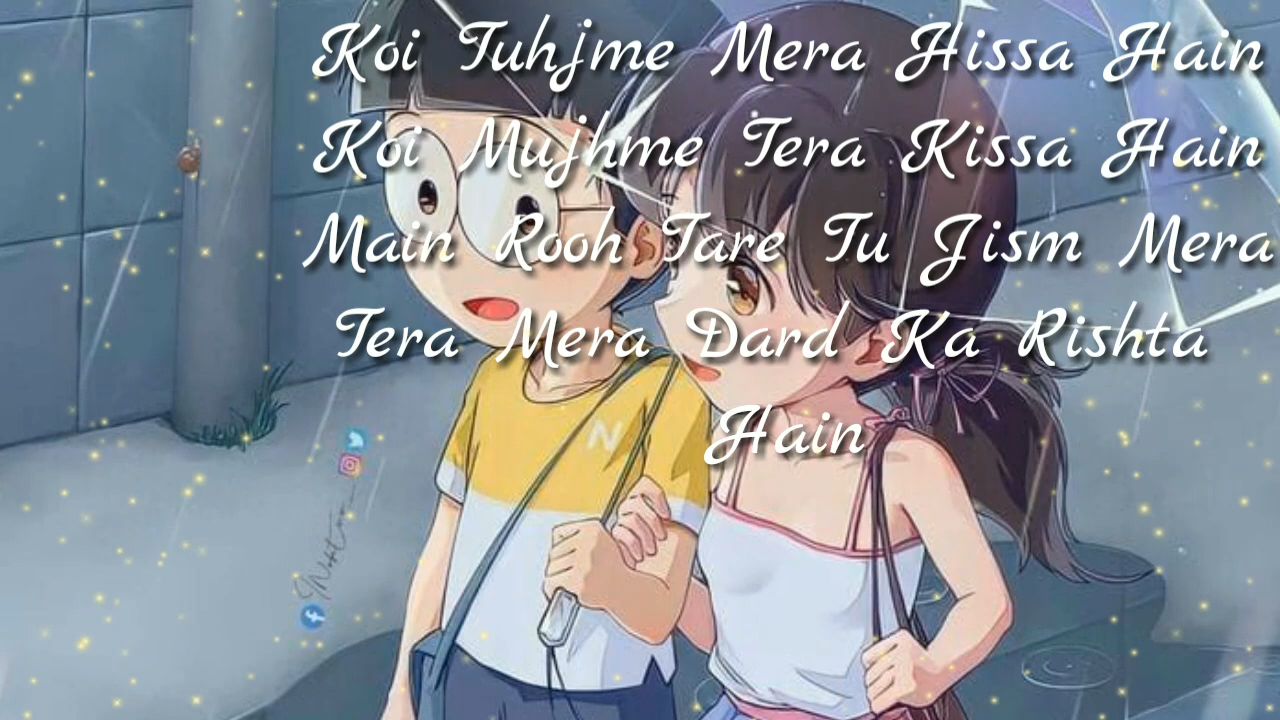 Koi Tuhjme Mera Hissa Hain
Koi Mujhme Tera Kissa Hain
Main Rooh Tare Tu Jism Mera
Tera Mera Dard Ka Rishta
Hain
N